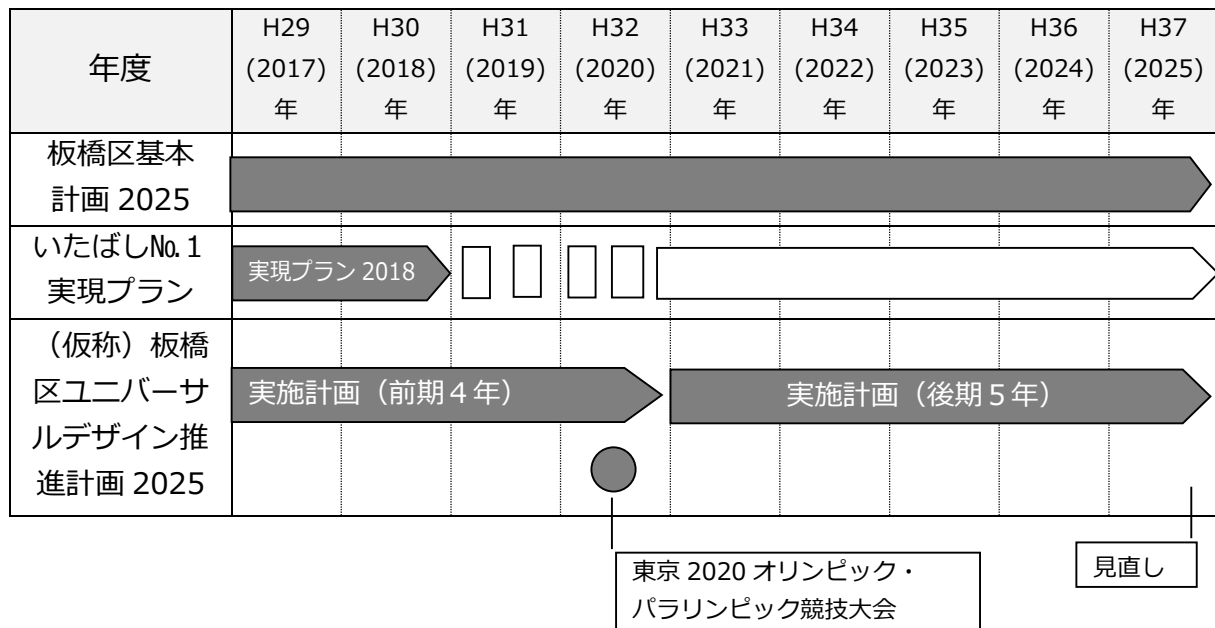 年度
H29
(2017)
年
H30
(2018)
年
H31
(2019)
年
H32
(2020)
年
H33
(2021)
年
H34
(2022)
年
H35
(2023)
年
H36
(2024)
年
H37
(2025)
年
板橋区基本
計画 2025
いたばし№1
実現プラン
実現プラン 2018
（仮称）板橋
区ユニバーサ
ルデザイン推
進計画 2025
実施計画（前期４年）
実施計画（後期５年）
東京 2020 オリンピック・
パラリンピック競技大会
見直し